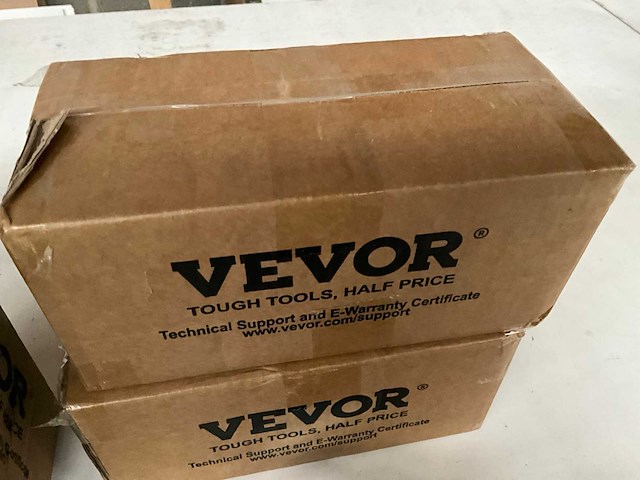 VEVOR®
TOUGH TOOLS, HALF PRICE
Technical Support and E-Warranty Certificate
www.vevor.com/support
VEVOR®
TOUGH TOOLS, HALF PRICE
Technical Support and E-Warranty Certificate
www.vevor.com/support
OR